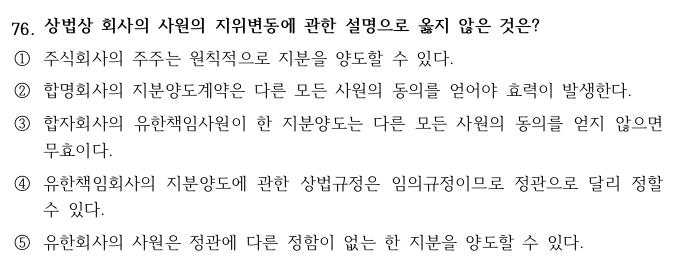 76. 상법상 회사의 사원의 지위변동에 관한 설명으로 옳지 않은 것은?
① 주식회사의 주주는 원칙적으로 지분을 양도할 수 있다.
② 합명회사의 지분양도계약은 다른 모든 사원의 동의를 얻어야 효력이 발생한다.
③ 합자회사의 유한책임사원이 한 지분양도는 다른 모든 사원의 동의를 얻지 않으면
무효이다.
④ 유한책임회사의 지분양도에 관한 상법규정은 임의규정이므로 정관으로 달리 정할
수 있다.
⑤ 유한회사의 사원은 정관에 다른 정함이 없는 한 지분을 양도할 수 있다.